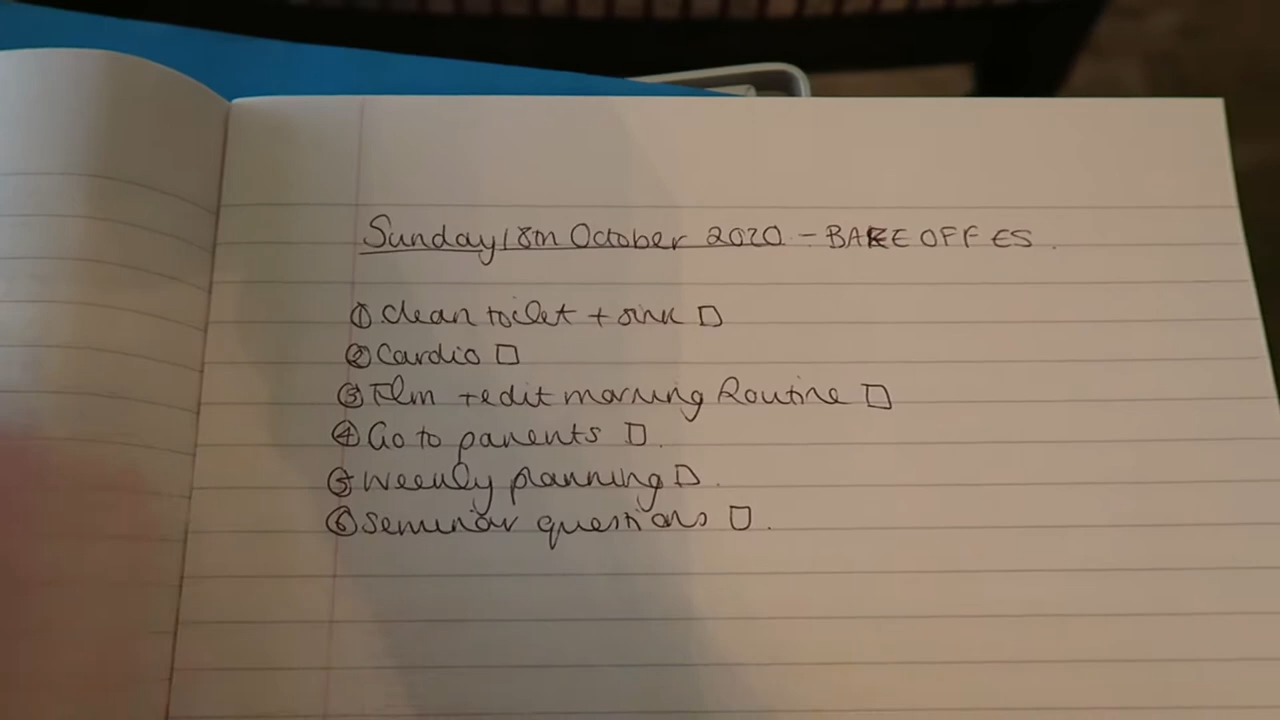 Sunday 18th October 2020 - BAKE OFF ES.
① clean toilet + sink □
② Cardio □
③ Film + edit morning Routine □
④ Go to parents □.
⑤ weekly planning □.
⑥ seminar questions □.